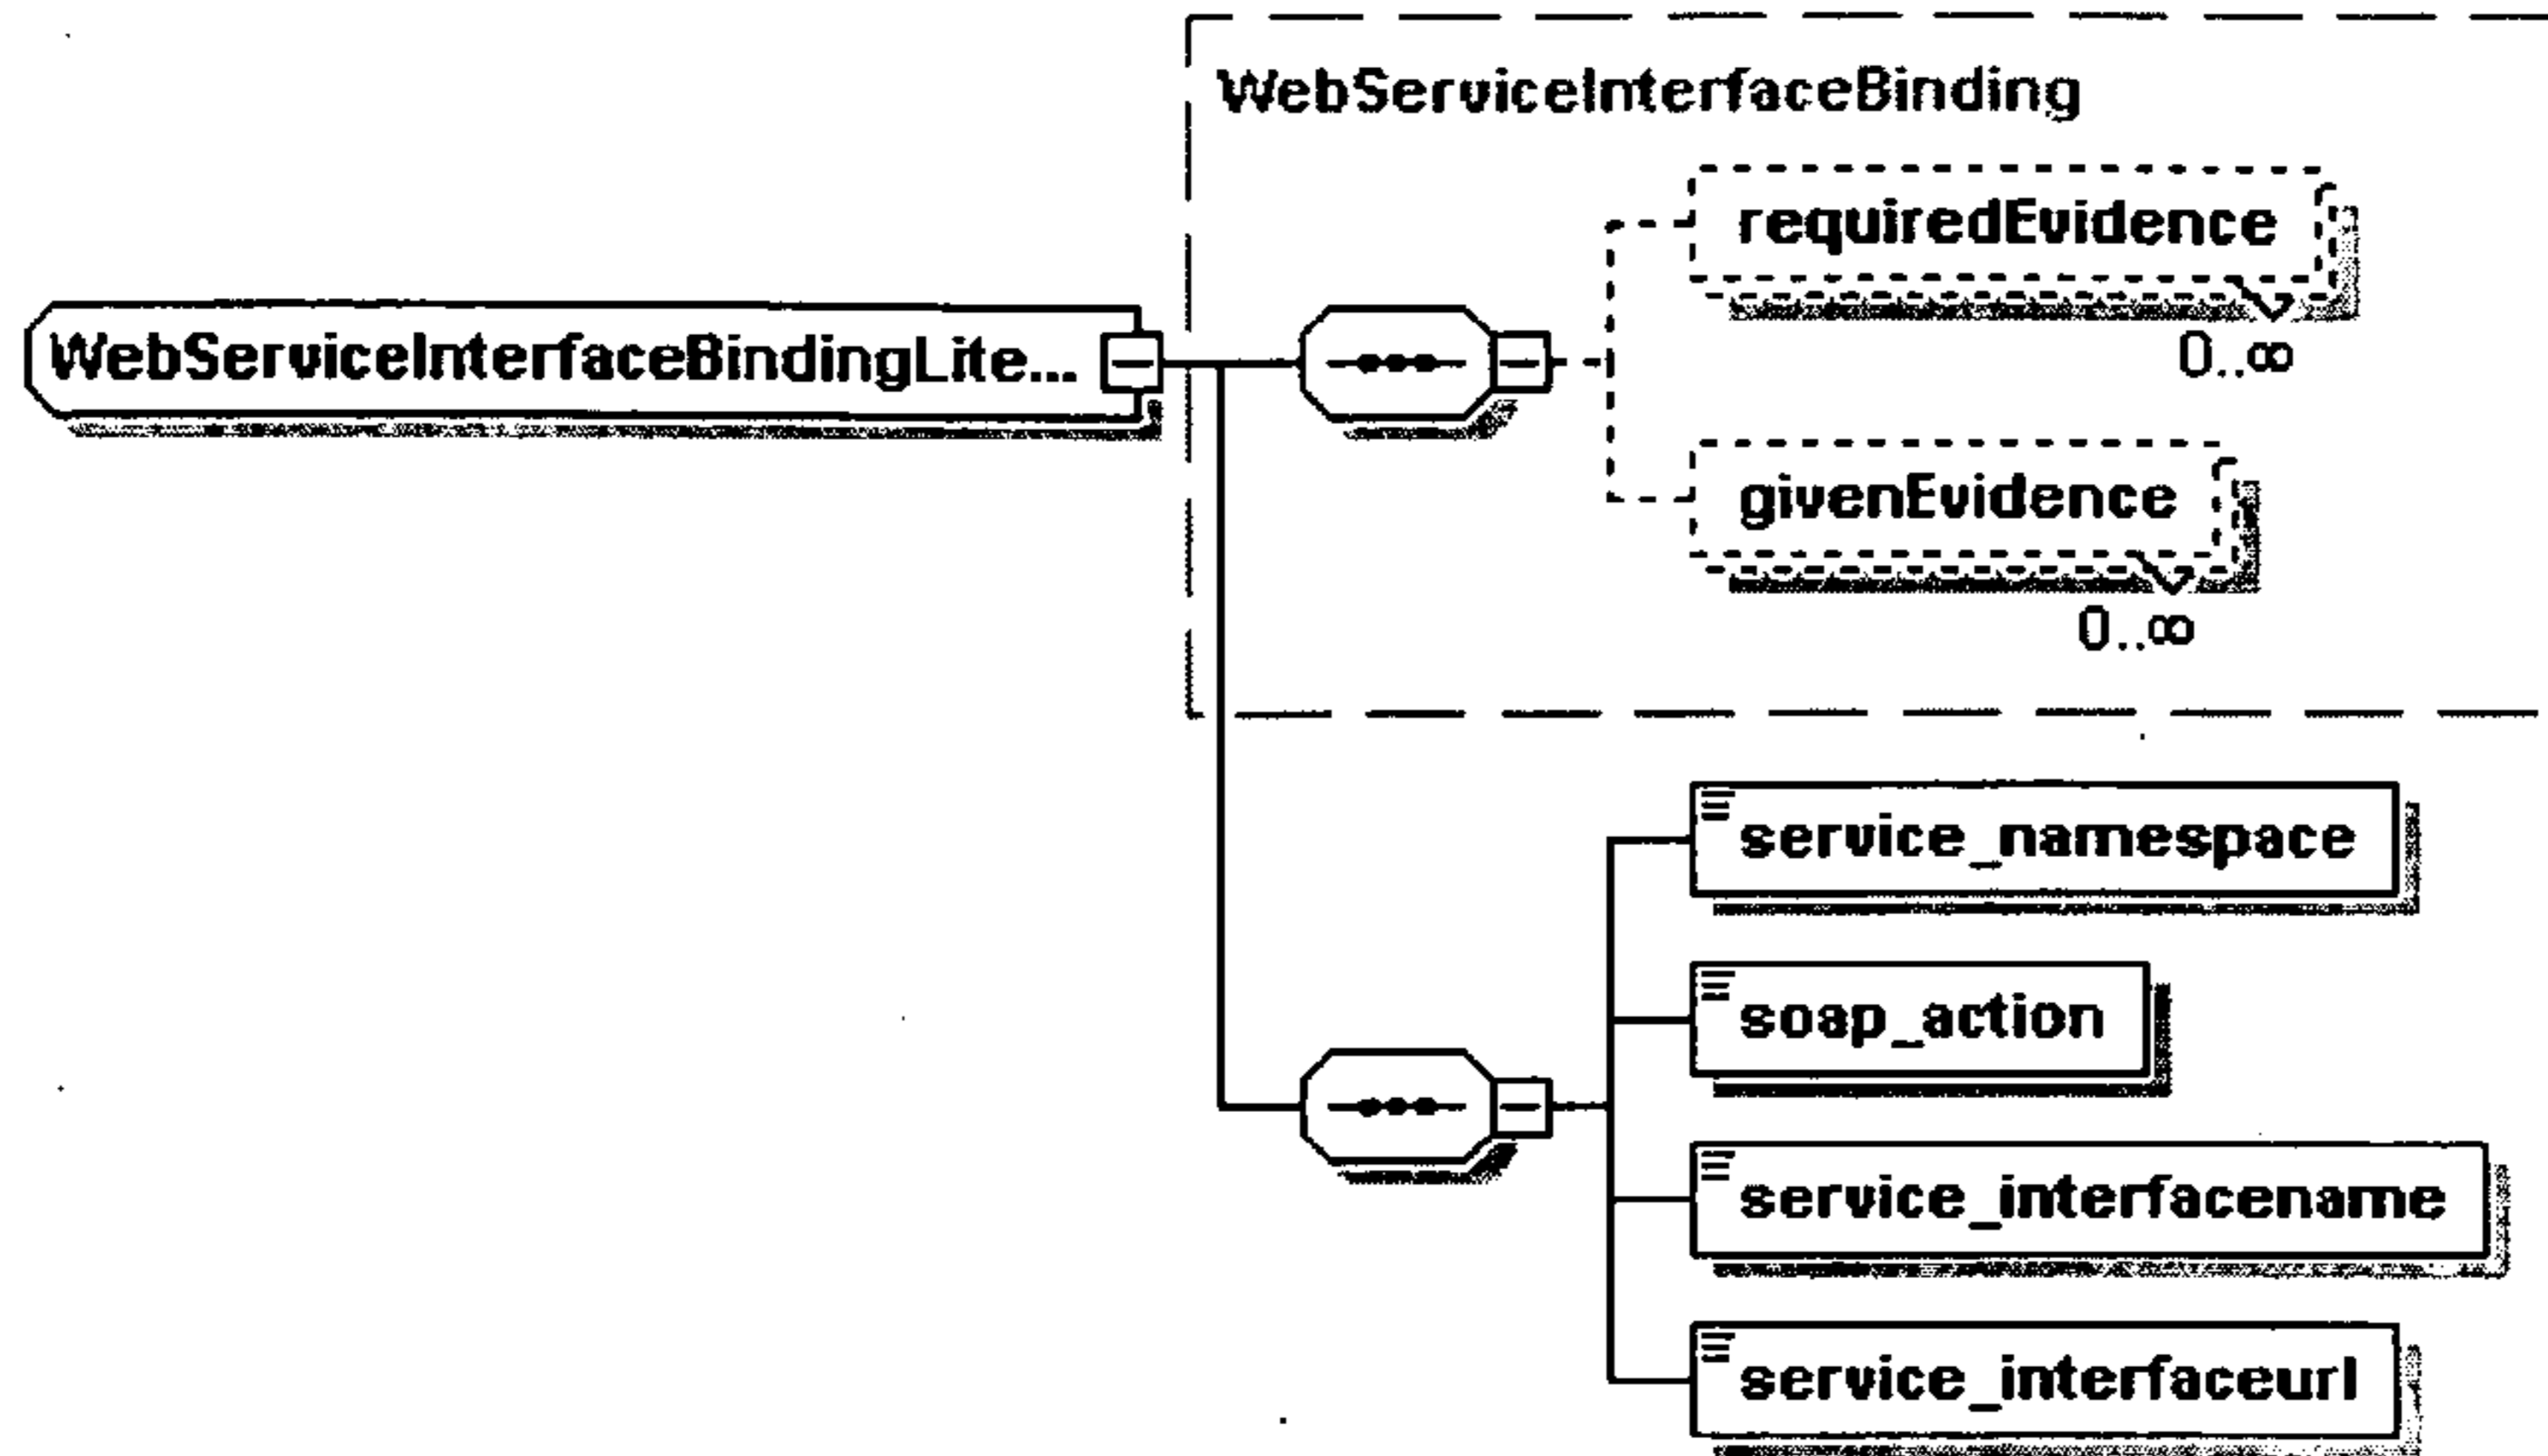 WebServiceInterfaceBinding
requiredEvidence
0..∞
WebServiceInterfaceBindingLite...
givenEvidence
0..∞
service_namespace
soap_action
service_interfacename
service_interfaceurl